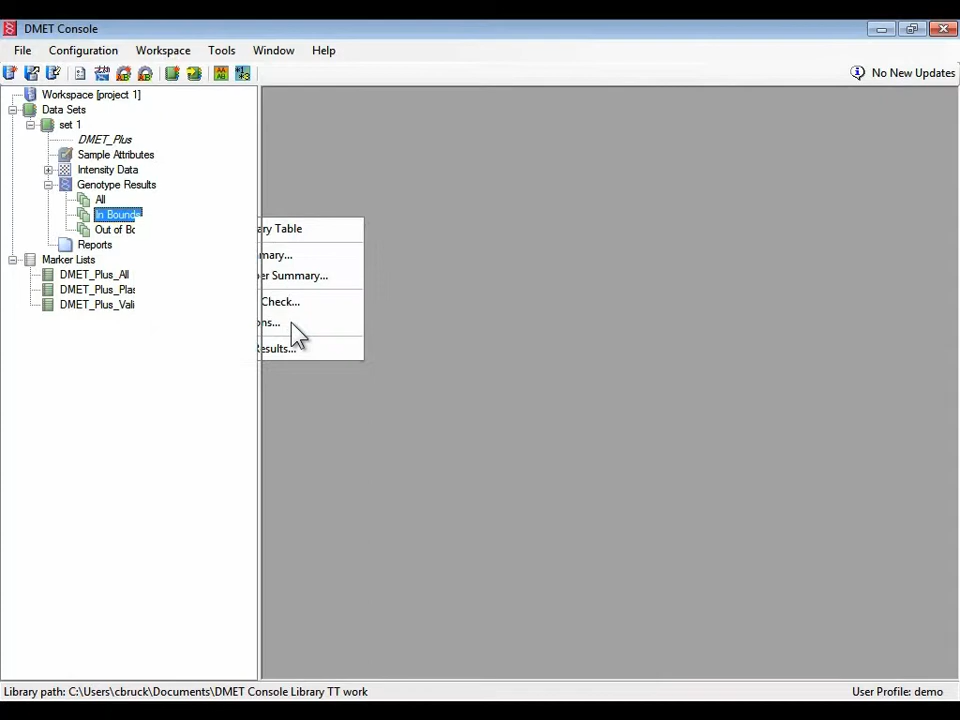 DMET Console
File Configuration Workspace Tools Window Help
No New Updates
Workspace [project 1]
Data Sets
set 1
DMET_Plus
Sample Attributes
Intensity Data
Genotype Results
All
In Bounds
Out of Bo
Reports
Marker Lists
DMET_Plus_All
DMET_Plus_Plas
DMET_Plus_Vali
ary Table
mary...
er Summary...
Check...
ons...
Results...
Library path: C:\Users\cbruck\Documents\DMET Console Library TT work
User Profile: demo